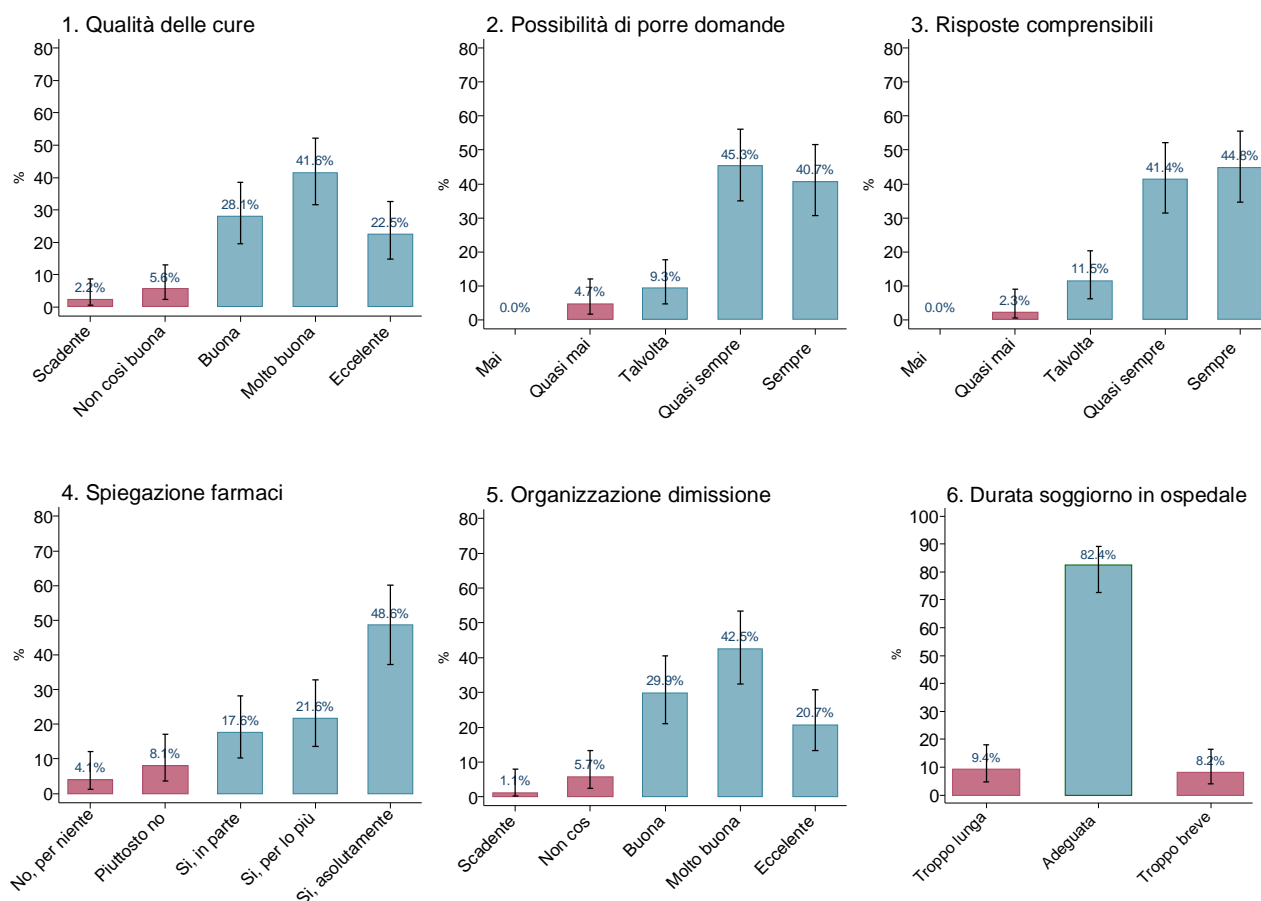 1. Qualità delle cure
80
70
60
50
40
30
20
10
0
%
2.2%
5.6%
28.1%
41.6%
22.5%
Scadente
Non così buona
Buona
Molto buona
Eccelente
2. Possibilità di porre domande
80
70
60
50
40
30
20
10
0
%
0.0%
4.7%
9.3%
45.3%
40.7%
Mai
Quasi mai
Talvolta
Quasi sempre
Sempre
3. Risposte comprensibili
80
70
60
50
40
30
20
10
0
%
0.0%
2.3%
11.5%
41.4%
44.8%
Mai
Quasi mai
Talvolta
Quasi sempre
Sempre
4. Spiegazione farmaci
80
70
60
50
40
30
20
10
0
%
4.1%
8.1%
17.6%
21.6%
48.6%
No, per niente
Piuttosto no
Si, in parte
Si, per lo più
Si, asolutamente
5. Organizzazione dimissione
80
70
60
50
40
30
20
10
0
%
1.1%
5.7%
29.9%
42.5%
20.7%
Scadente
Non cos
Buona
Molto buona
Eccelente
6. Durata soggiorno in ospedale
100
90
80
70
60
50
40
30
20
10
0
%
9.4%
82.4%
8.2%
Troppo lunga
Adeguata
Troppo breve